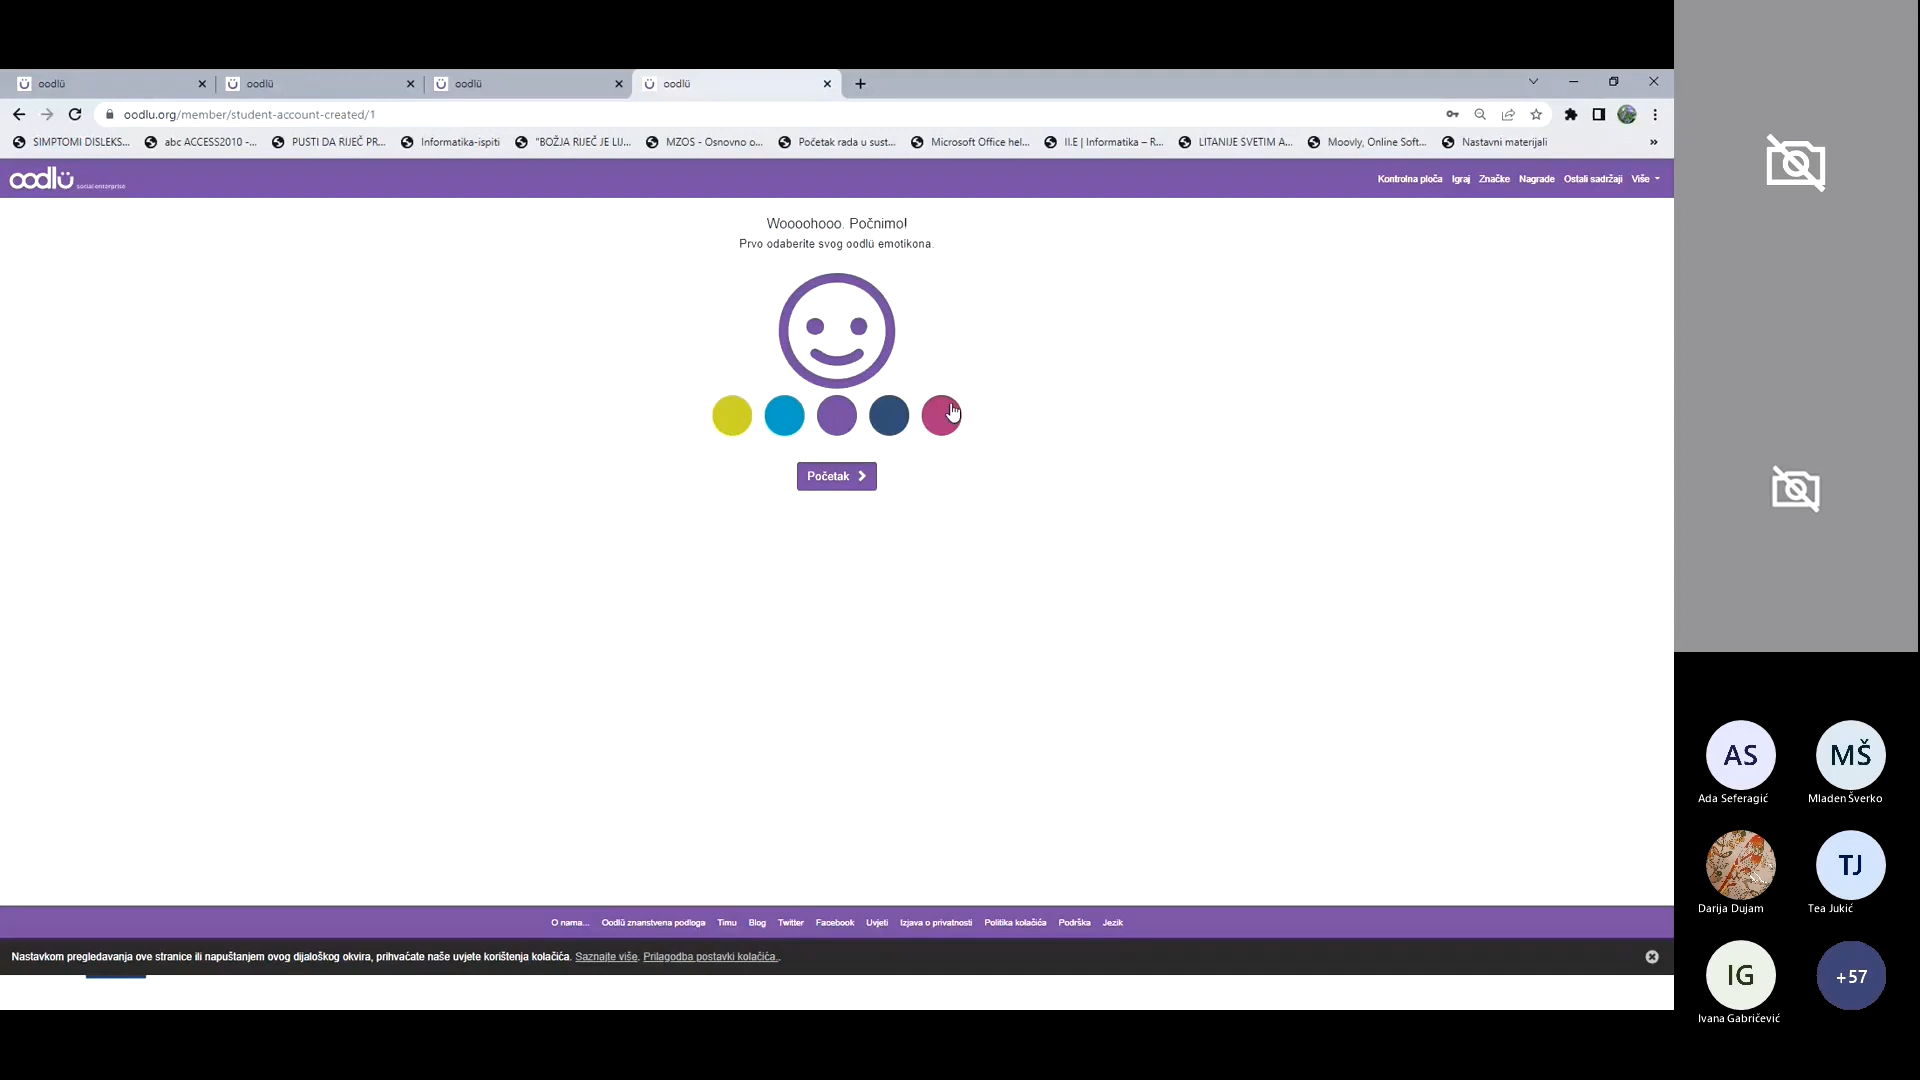 oodlü
oodlü
oodlü
oodlü
oodlu.org/member/student-account-created/1
SIMPTOMI DISLEKS...
abc ACCESS2010 -...
PUSTI DA RIJEČ PR...
Informatika-ispiti
"BOŽJA RIJEČ JE LIJ...
MZOS - Osnovno o...
Početak rada u sust...
Microsoft Office hel...
II.E | Informatika – R...
LITANIJE SVETIM A...
Moovly, Online Soft...
Nastavni materijali
»
oodlü social enterprise
Kontrolna ploča Igraj Značke Nagrade Ostali sadržaji Više
Woooohooo. Počnimo!
Prvo odaberite svog oodlü emotikona.
Početak
O nama... Oodlü znanstvena podloga Timu Blog Twitter Facebook Uvjeti Izjava o privatnosti Politika kolačića Podrška Jezik
Nastavkom pregledavanja ove stranice ili napuštanjem ovog dijaloškog okvira, prihvaćate naše uvjete korištenja kolačića. Saznajte više. Prilagodba postavki kolačića..
AS
Ada Seferagić
MŠ
Mladen Šverko
Darija Dujam
TJ
Tea Jukić
IG
Ivana Gabričević
+57